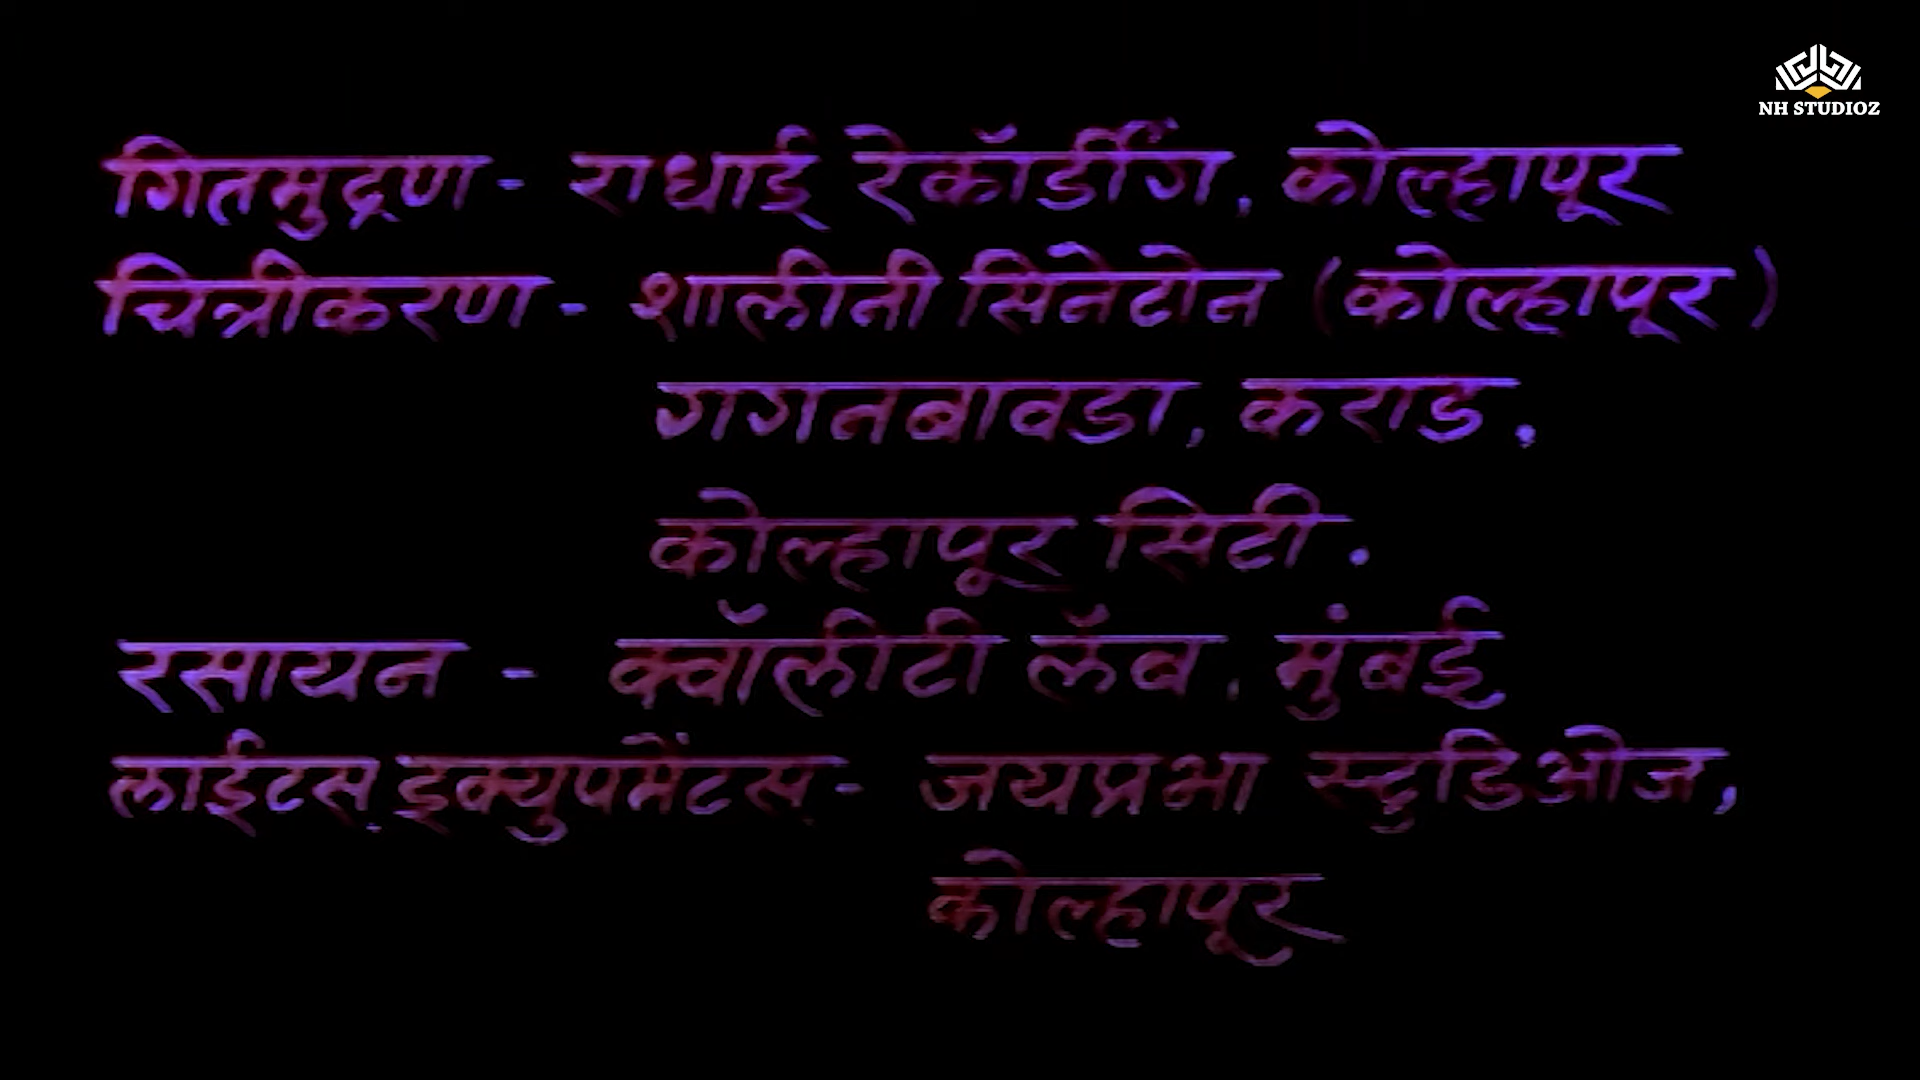 NH STUDIOZ
गितमुद्रण - राधाई रेकॉर्डींग, कोल्हापूर
चित्रीकरण - शालीनी सिनेटोन (कोल्हापूर)
गगनबावडा, कराड.
कोल्हापूर सिटी.
रसायन - क्वॉलीटी लॅब, मुंबई
लाईटस् इक्युपमेंटस् - जयप्रभा स्टुडिओज,
कोल्हापूर